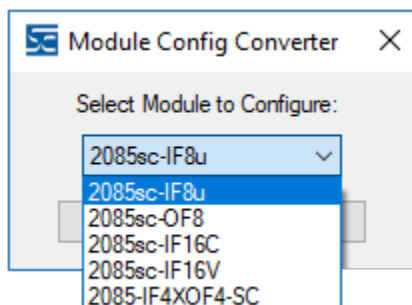 SC Module Config Converter
Select Module to Configure:
2085sc-IF8u
2085sc-IF8u
2085sc-OF8
2085sc-IF16C
2085sc-IF16V
2085-IF4XOF4-SC